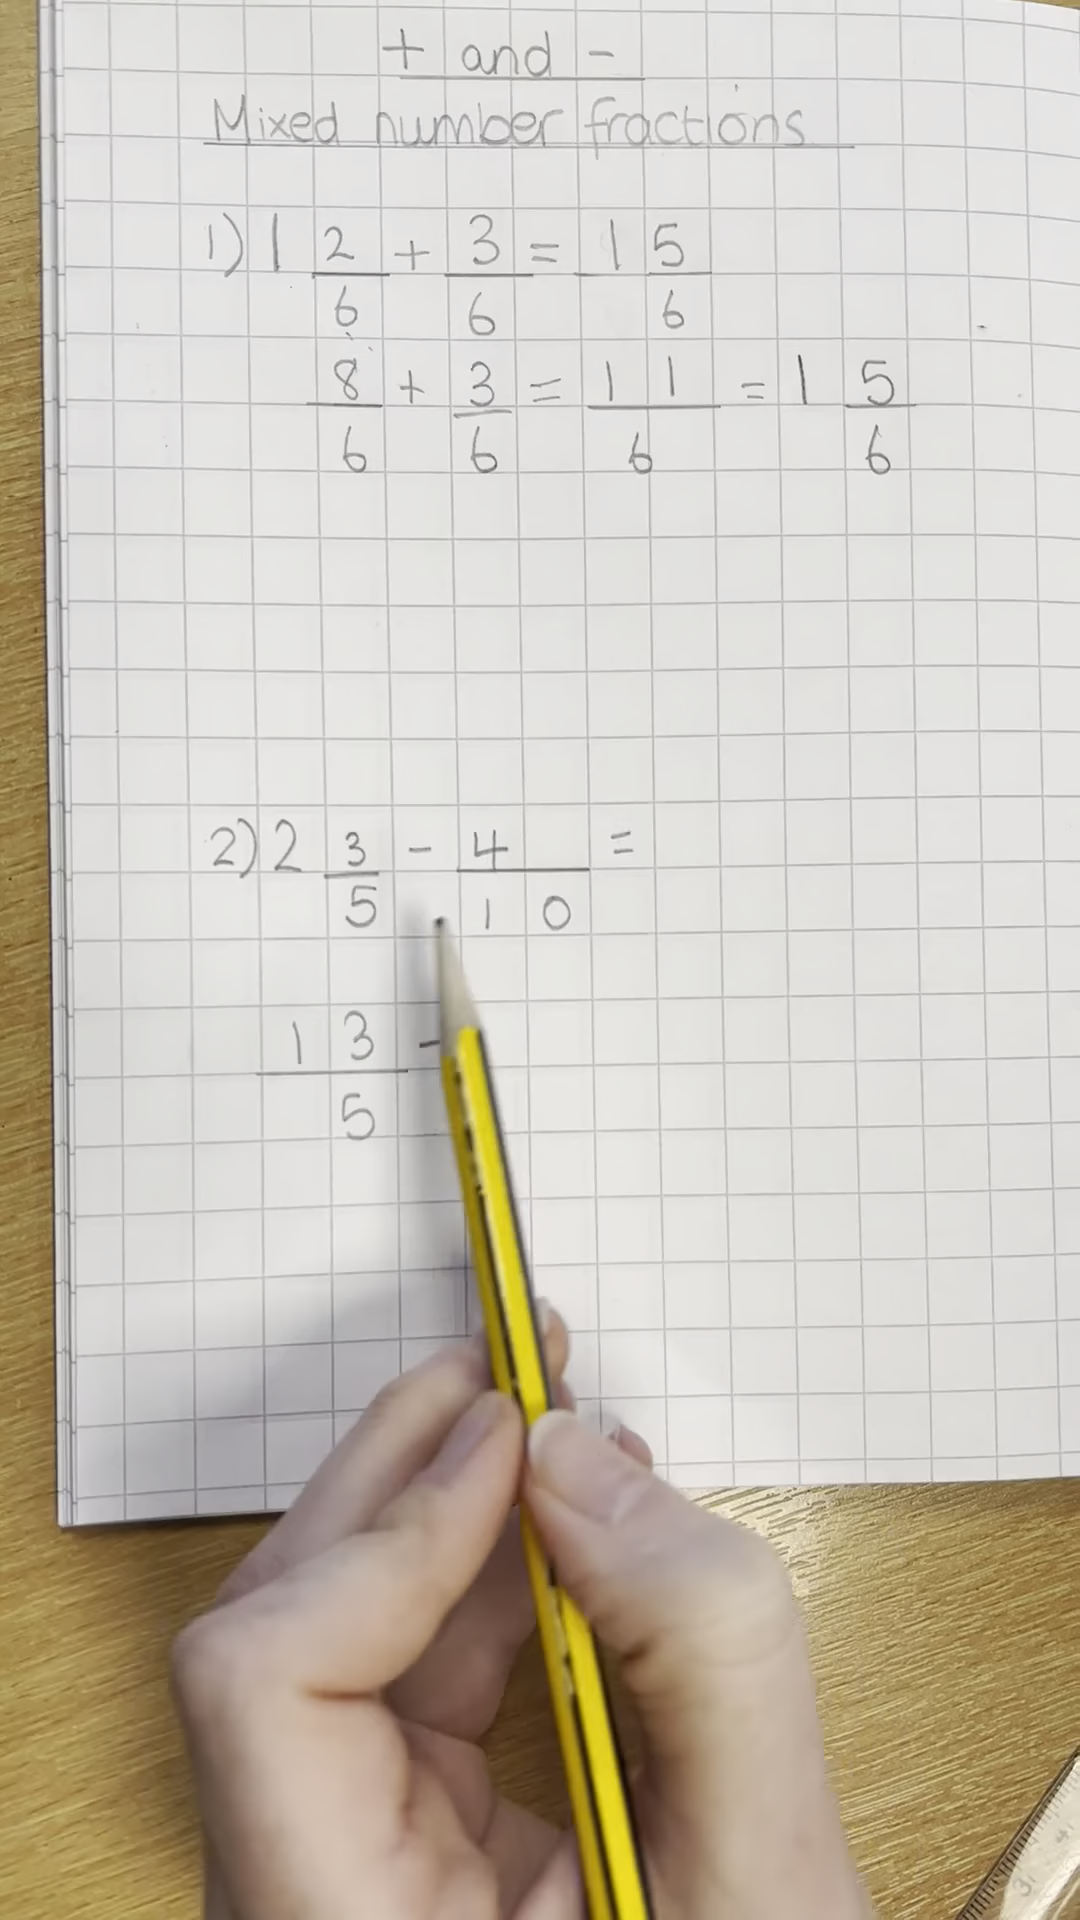 + and -
Mixed number fractions
1) 1 2/6 + 3/6 = 1 5/6
8/6 + 3/6 = 11/6 = 1 5/6
2) 2 3/5 - 4/10 =
13/5 -